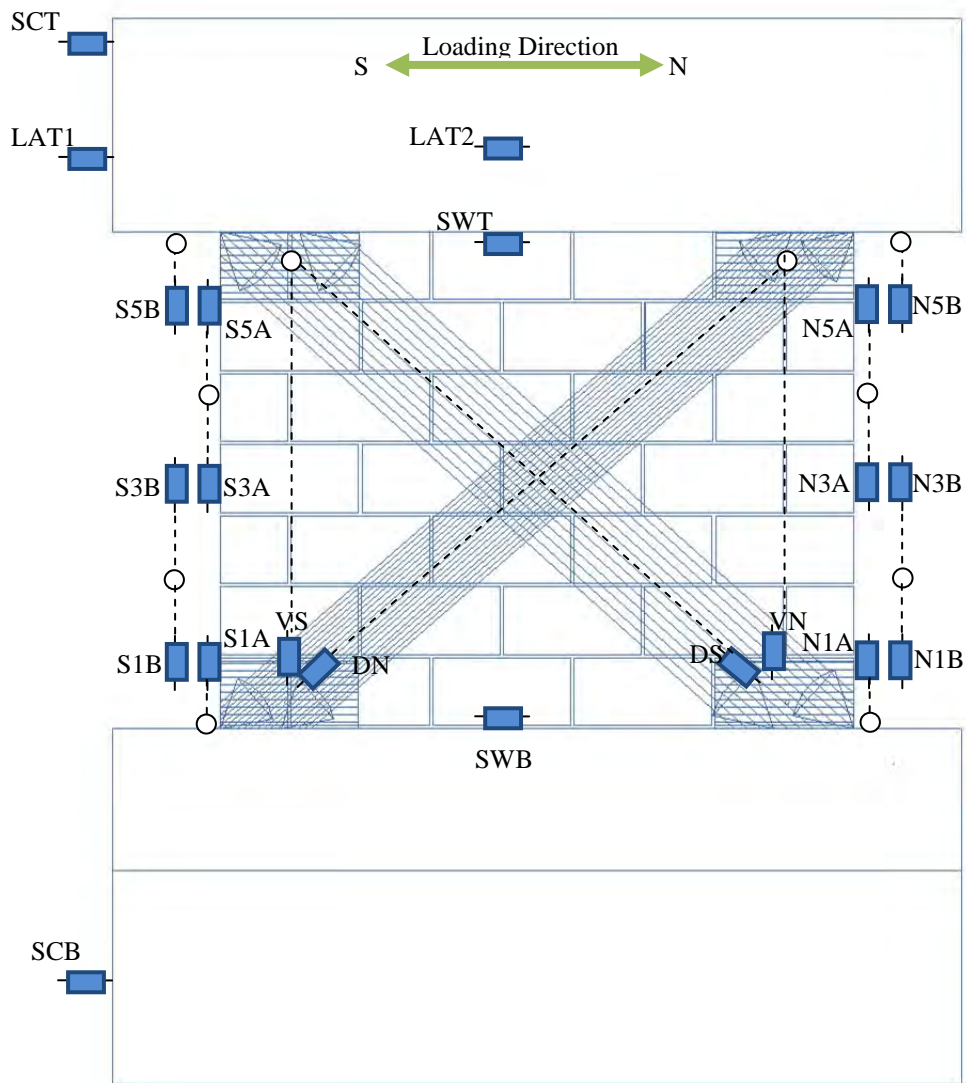 SCT
Loading Direction
S
N
LAT1
LAT2
SWT
S5B
S5A
N5A
N5B
S3B
S3A
N3A
N3B
VS
VN
S1B
S1A
DN
DS
N1A
N1B
SWB
SCB